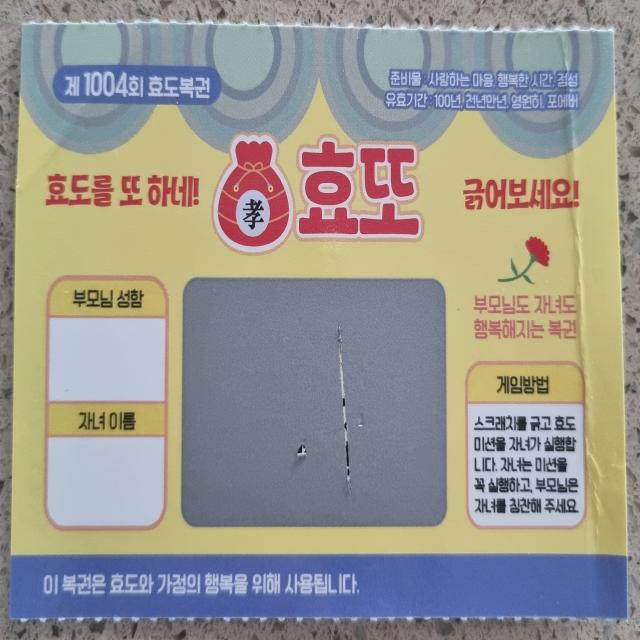 제 1004회 효도복권
준비물 : 사랑하는 마음, 행복한 시간, 정성
유효기간 : 100년, 천년만년, 영원히, 포에버
효도를 또 하네!
孝
효또
긁어보세요!
부모님도 자녀도
행복해지는 복권
부모님 성함
자녀 이름
게임방법
스크래치를 긁고 효도
미션을 자녀가 실행합
니다. 자녀는 미션을
꼭 실행하고, 부모님은
자녀를 칭찬해 주세요.
이 복권은 효도와 가정의 행복을 위해 사용됩니다.